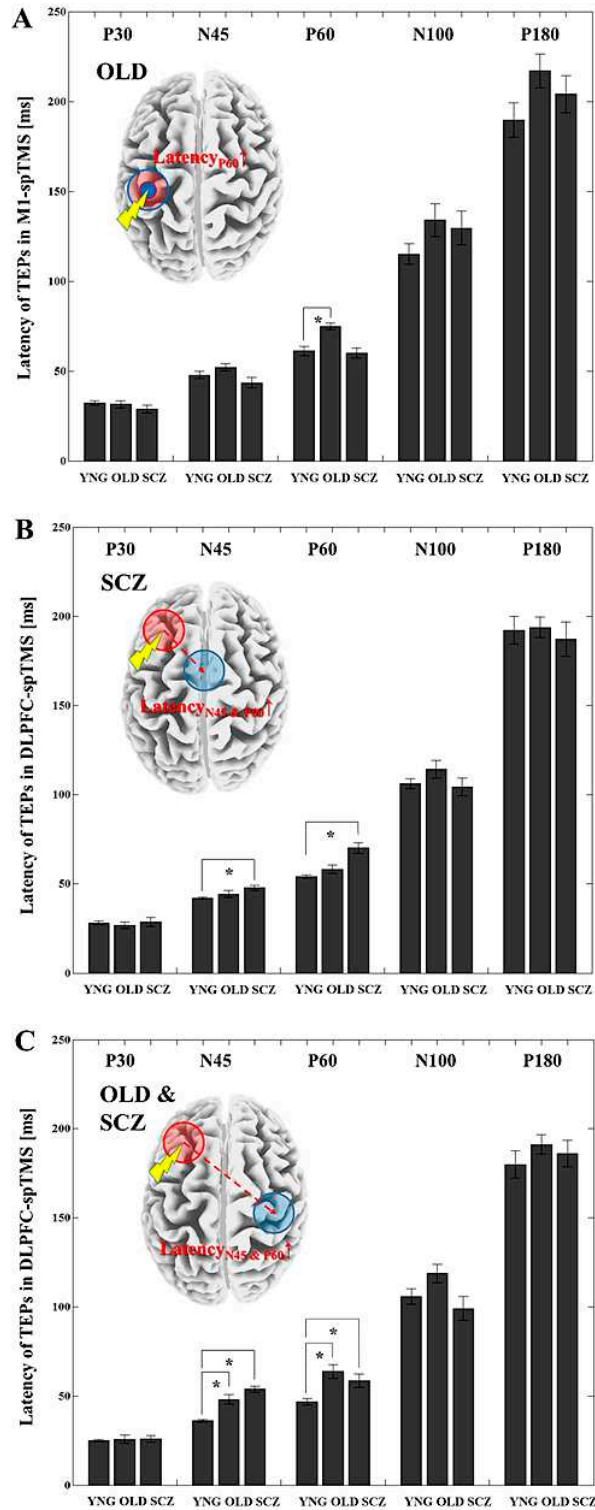 A
P30 N45 P60 N100 P180
OLD
LatencyP60↑
*
Latency of TEPs in M1-spTMS [ms]
250
200
150
100
50
0
YNG OLD SCZ YNG OLD SCZ YNG OLD SCZ YNG OLD SCZ YNG OLD SCZ
B
P30 N45 P60 N100 P180
SCZ
LatencyN45 & P60↑
* *
Latency of TEPs in DLPFC-spTMS [ms]
250
200
150
100
50
0
YNG OLD SCZ YNG OLD SCZ YNG OLD SCZ YNG OLD SCZ YNG OLD SCZ
C
P30 N45 P60 N100 P180
OLD &
SCZ
LatencyN45 & P60↑
* *
* *
Latency of TEPs in DLPFC-spTMS [ms]
250
200
150
100
50
0
YNG OLD SCZ YNG OLD SCZ YNG OLD SCZ YNG OLD SCZ YNG OLD SCZ